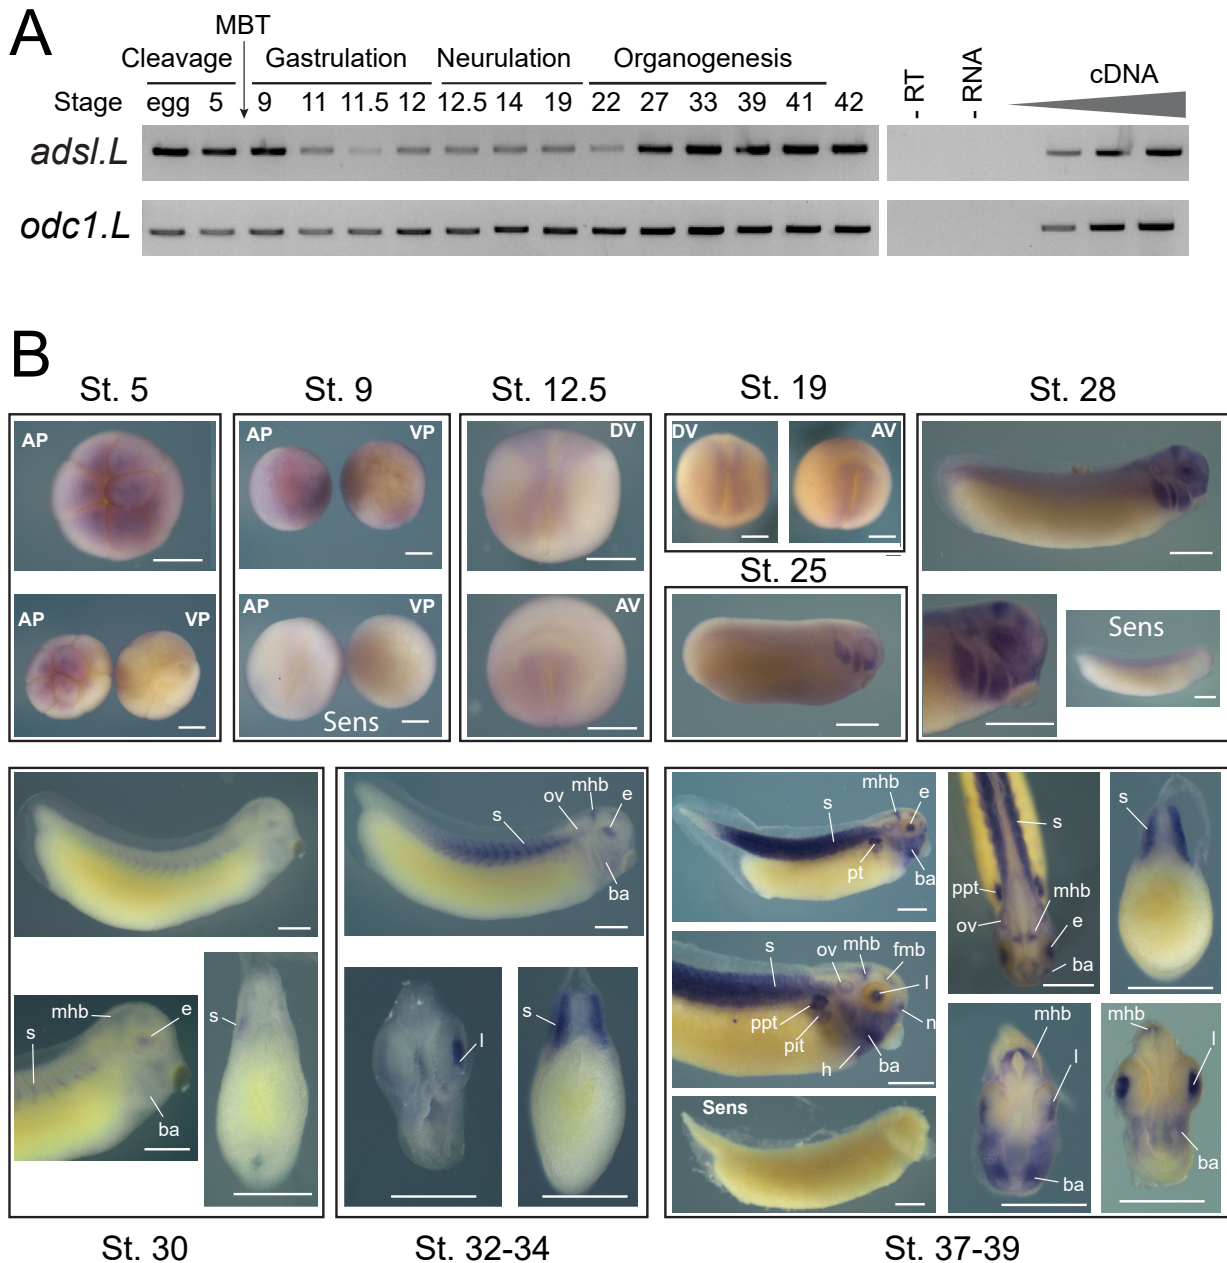 A
MBT
Cleavage Gastrulation Neurulation Organogenesis
- RT
- RNA
cDNA
Stage egg 5 9 11 11.5 12 12.5 14 19 22 27 33 39 41 42
adsl.L
odc1.L
B
St. 5
AP
AP VP
St. 9
AP VP
AP VP
Sens
St. 12.5
DV
AV
St. 19
DV
AV
St. 25
St. 28
Sens
mhb
e
s
ba
s
St. 30
s
ov
mhb
e
ba
l
s
St. 32-34
mhb
e
s
pt
ba
s
ov
mhb
fmb
l
n
ppt
pit
h
ba
Sens
s
ppt
mhb
ov
e
ba
s
mhb
l
ba
mhb
l
ba
St. 37-39